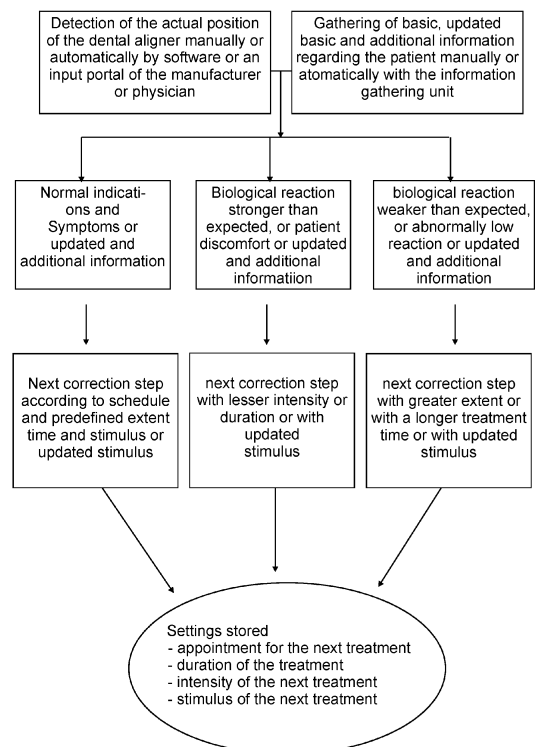 Detection of the actual position
of the dental aligner manually or
automatically by software or an
input portal of the manufacturer
or physician
Gathering of basic, updated
basic and additional information
regarding the patient manually or
atomatically with the information
gathering unit
Normal indicati-
ons and
Symptoms or
updated and
additional information
Biological reaction
stronger than
expected, or patient
discomfort or updated
and additional
informatiion
biological reaction
weaker than expected,
or abnormally low
reaction or updated
and additional
information
Next correction step
according to schedule
and predefined extent
time and stimulus or
updated stimulus
next correction step
with lesser intensity or
duration or with
updated
stimulus
next correction step
with greater extent or
with a longer treatment
time or with updated
stimulus
Settings stored
- appointment for the next treatment
- duration of the treatment
- intensity of the next treatment
- stimulus of the next treatment